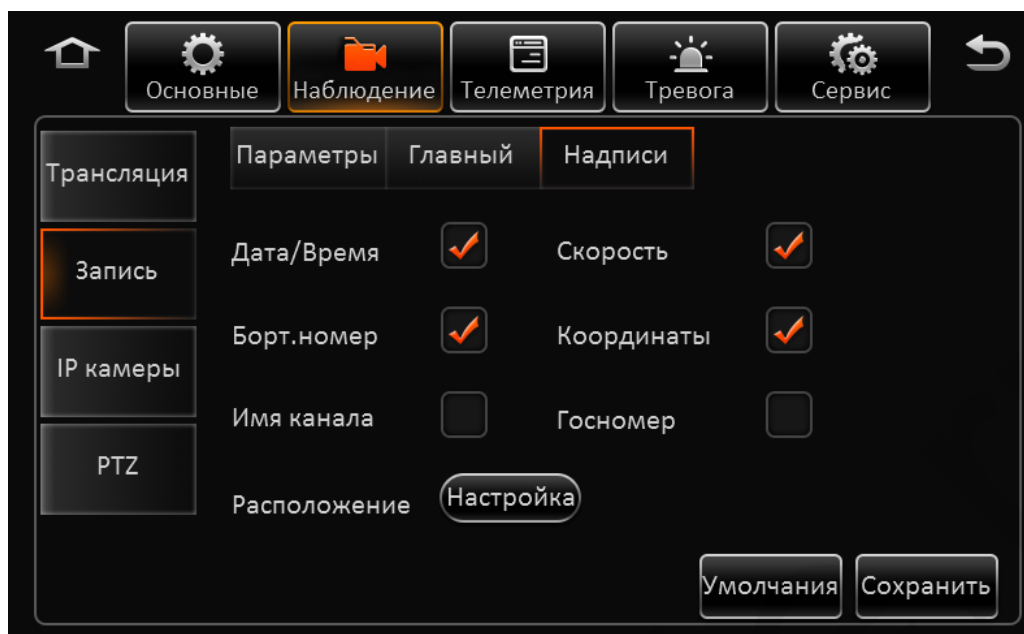 Основные Наблюдение Телеметрия Тревога Сервис
Трансляция
Запись
IP камеры
PTZ
Параметры Главный Надписи
Дата/Время Скорость
Борт.номер Координаты
Имя канала Госномер
Расположение Настройка
Умолчания Сохранить